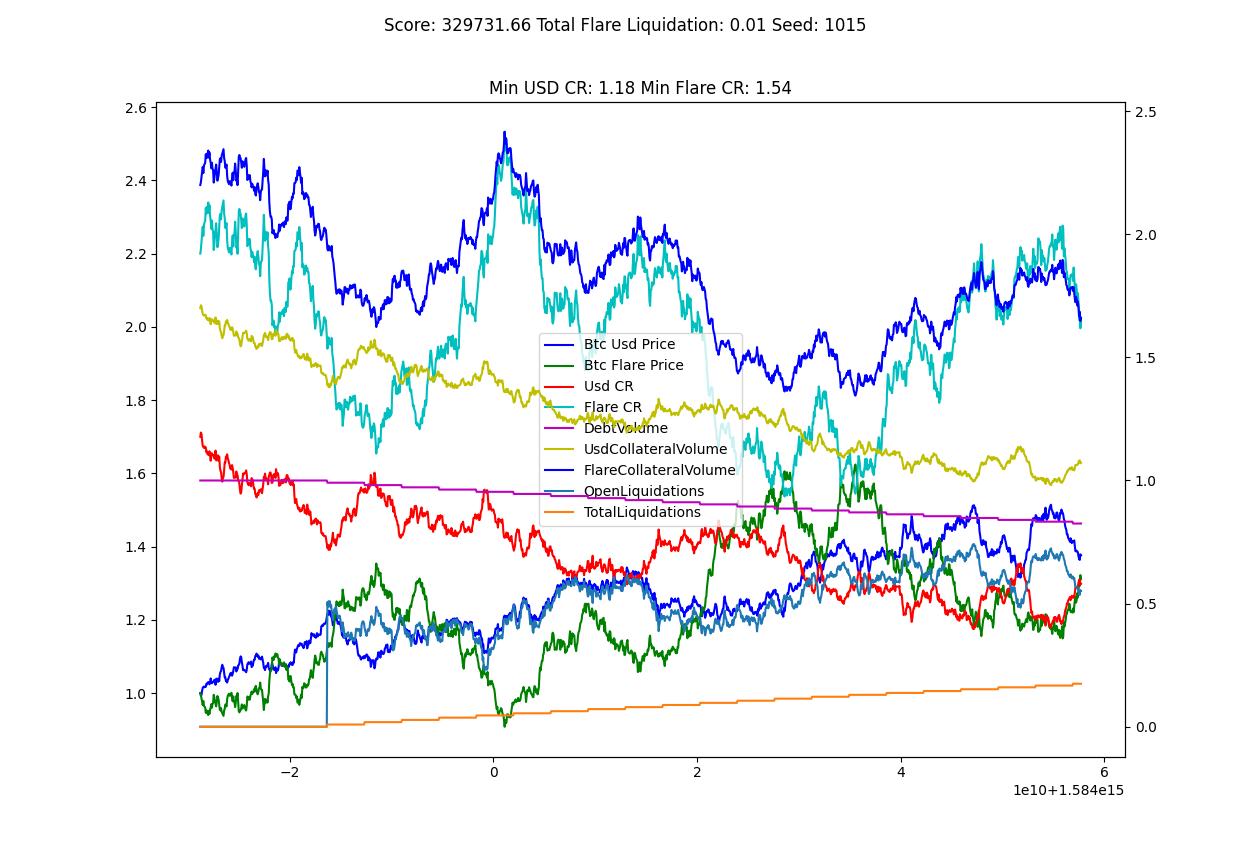 Score: 329731.66 Total Flare Liquidation: 0.01 Seed: 1015
Min USD CR: 1.18 Min Flare CR: 1.54
2.6
2.4
2.2
2.0
1.8
1.6
1.4
1.2
1.0
2.5
2.0
1.5
1.0
0.5
0.0
Btc Usd Price
Btc Flare Price
Usd CR
Flare CR
DebtVolume
UsdCollateralVolume
FlareCollateralVolume
OpenLiquidations
TotalLiquidations
−2 0 2 4 6
1e10+1.584e15